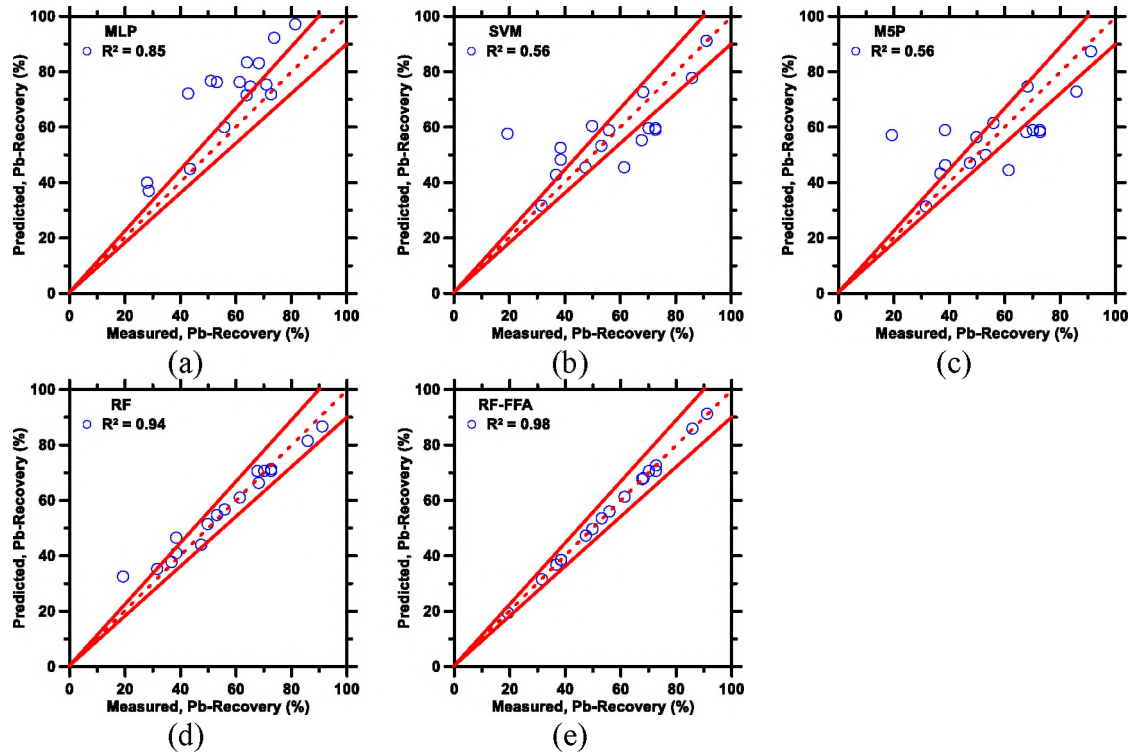 MLP
R² = 0.85
Predicted, Pb-Recovery (%)
100
80
60
40
20
0
0 20 40 60 80 100
Measured, Pb-Recovery (%)
(a)
SVM
R² = 0.56
Predicted, Pb-Recovery (%)
100
80
60
40
20
0
0 20 40 60 80 100
Measured, Pb-Recovery (%)
(b)
M5P
R² = 0.56
Predicted, Pb-Recovery (%)
100
80
60
40
20
0
0 20 40 60 80 100
Measured, Pb-Recovery (%)
(c)
RF
R² = 0.94
Predicted, Pb-Recovery (%)
100
80
60
40
20
0
0 20 40 60 80 100
Measured, Pb-Recovery (%)
(d)
RF-FFA
R² = 0.98
Predicted, Pb-Recovery (%)
100
80
60
40
20
0
0 20 40 60 80 100
Measured, Pb-Recovery (%)
(e)